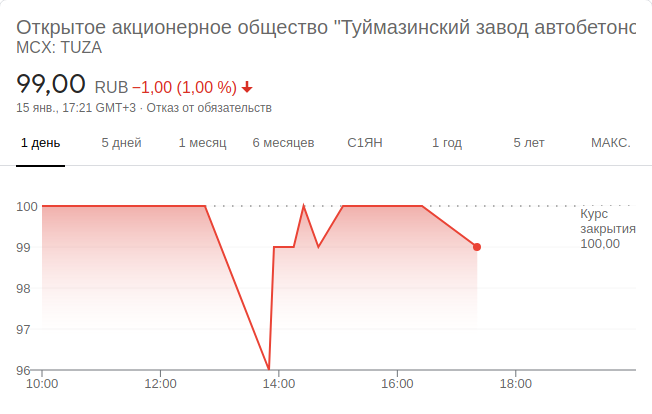 Открытое акционерное общество "Туймазинский завод автобетоно
MCX: TUZA
99,00 RUB −1,00 (1,00 %)
15 янв., 17:21 GMT+3 · Отказ от обязательств
1 день 5 дней 1 месяц 6 месяцев С1ЯН 1 год 5 лет МАКС.
100
Курс
закрытия
100,00
99
98
97
96
10:00 12:00 14:00 16:00 18:00